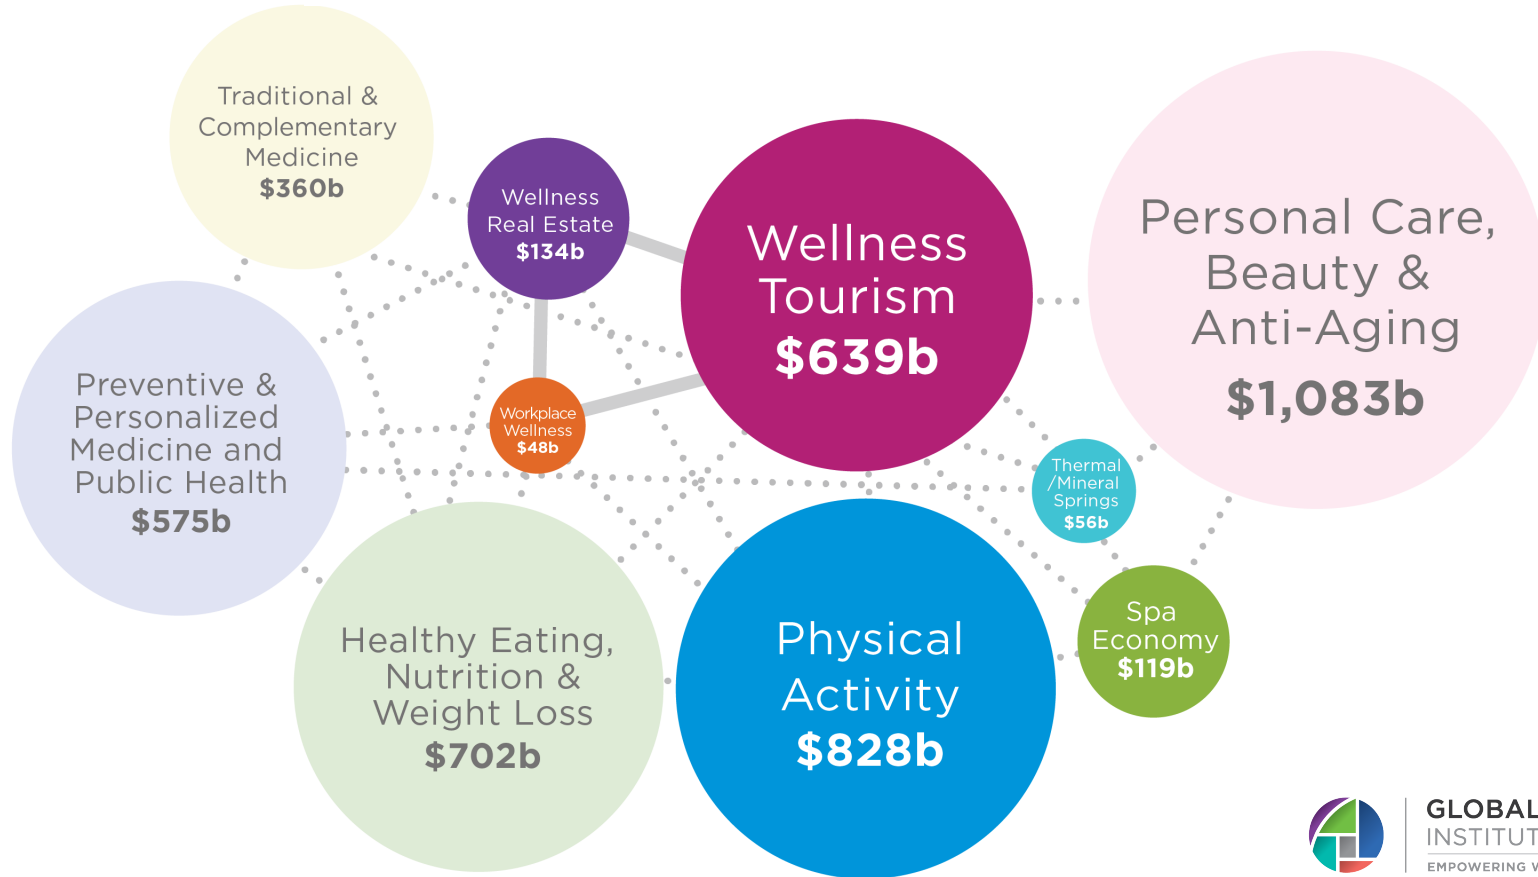 Traditional &
Complementary
Medicine
$360b
Wellness
Real Estate
$134b
Wellness
Tourism
$639b
Personal Care,
Beauty &
Anti-Aging
$1,083b
Preventive &
Personalized
Medicine and
Public Health
$575b
Workplace
Wellness
$48b
Thermal
/Mineral
Springs
$56b
Healthy Eating,
Nutrition &
Weight Loss
$702b
Physical
Activity
$828b
Spa
Economy
$119b
GLOBAL
INSTITUT
EMPOWERING W